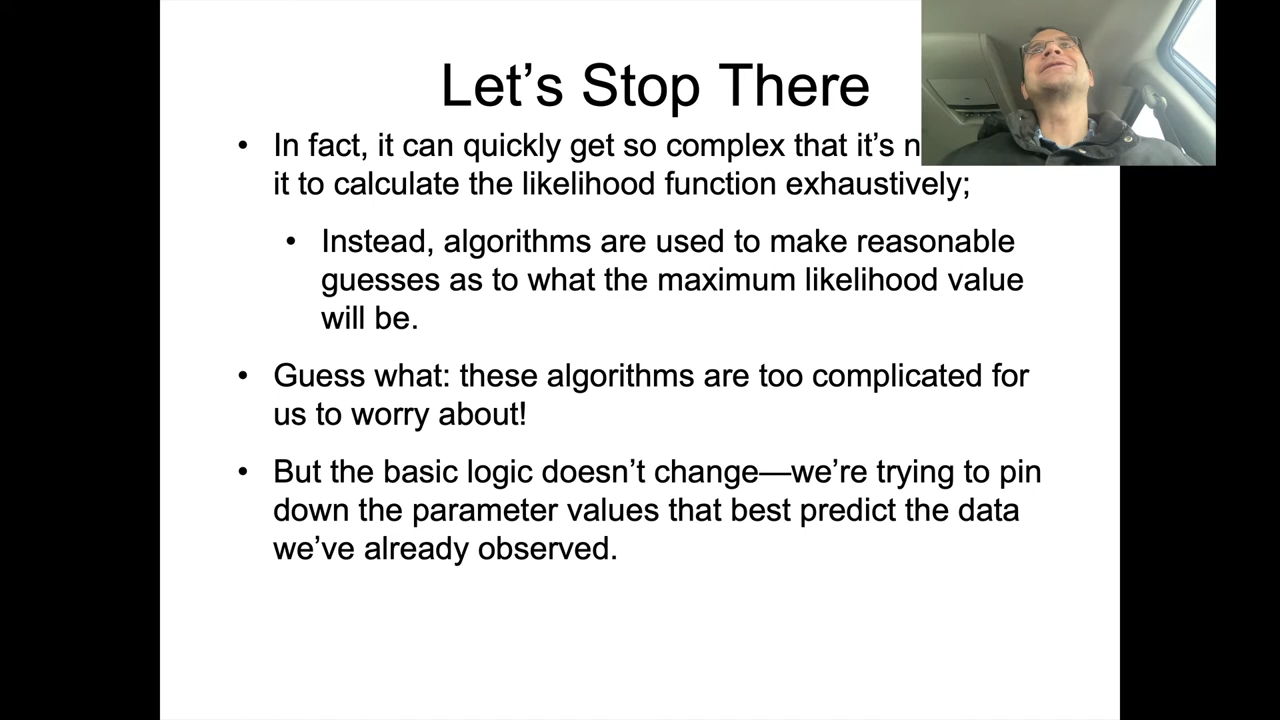 Let’s Stop There
• In fact, it can quickly get so complex that it’s
it to calculate the likelihood function exhaustively;
• Instead, algorithms are used to make reasonable
guesses as to what the maximum likelihood value
will be.
• Guess what: these algorithms are too complicated for
us to worry about!
• But the basic logic doesn’t change—we’re trying to pin
down the parameter values that best predict the data
we’ve already observed.